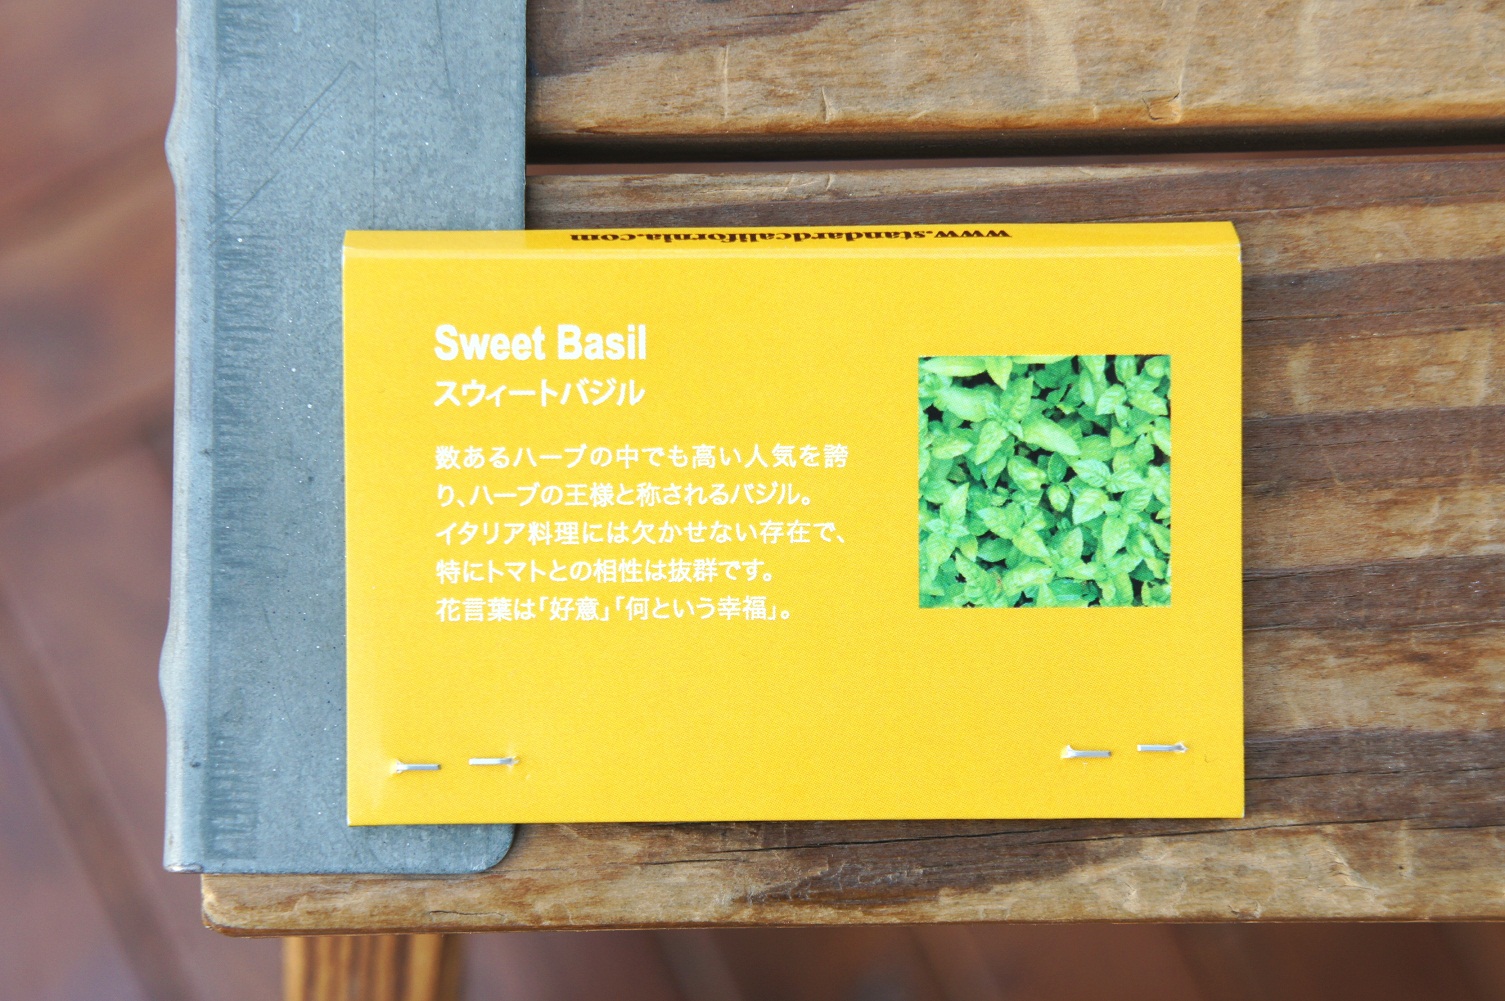 www.standardcalifornia.com
Sweet Basil
スウィートバジル
数あるハーブの中でも高い人気を誇
り、ハーブの王様と称されるバジル。
イタリア料理には欠かせない存在で、
特にトマトとの相性は抜群です。
花言葉は「好意」「何という幸福」。